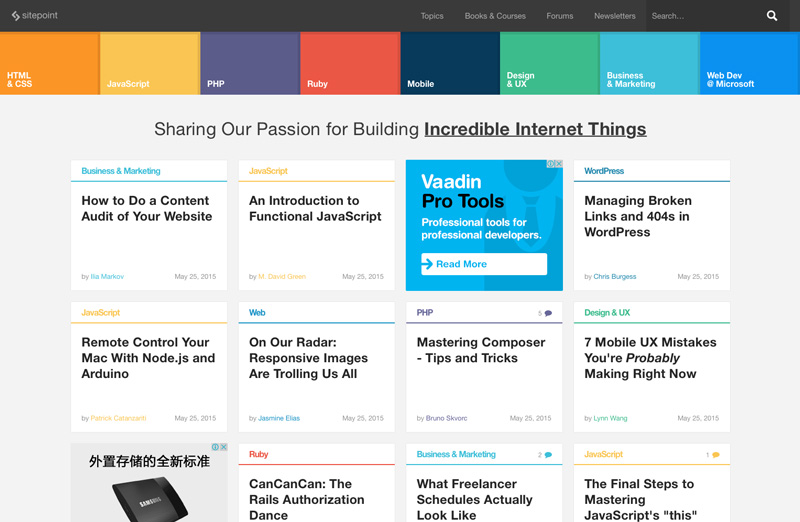 sitepoint
Topics
Books & Courses
Forums
Newsletters
Search...
HTML
& CSS
JavaScript
PHP
Ruby
Mobile
Design
& UX
Business
& Marketing
Web Dev
@ Microsoft
Sharing Our Passion for Building Incredible Internet Things
Business & Marketing
How to Do a Content
Audit of Your Website
by Ilia Markov
May 25, 2015
JavaScript
An Introduction to
Functional JavaScript
by M. David Green
May 25, 2015
Vaadin
Pro Tools
Professional tools for
professional developers.
Read More
WordPress
Managing Broken
Links and 404s in
WordPress
by Chris Burgess
May 25, 2015
JavaScript
Remote Control Your
Mac With Node.js and
Arduino
by Patrick Catanzariti
May 25, 2015
Web
On Our Radar:
Responsive Images
Are Trolling Us All
by Jasmine Elias
May 25, 2015
PHP
5
Mastering Composer
- Tips and Tricks
by Bruno Skvorc
May 25, 2015
Design & UX
7 Mobile UX Mistakes
You're Probably
Making Right Now
by Lynn Wang
May 25, 2015
外置存储的全新标准
SAMSUNG
Ruby
CanCanCan: The
Rails Authorization
Dance
Business & Marketing
2
What Freelancer
Schedules Actually
Look Like
JavaScript
1
The Final Steps to
Mastering
JavaScript's "this"